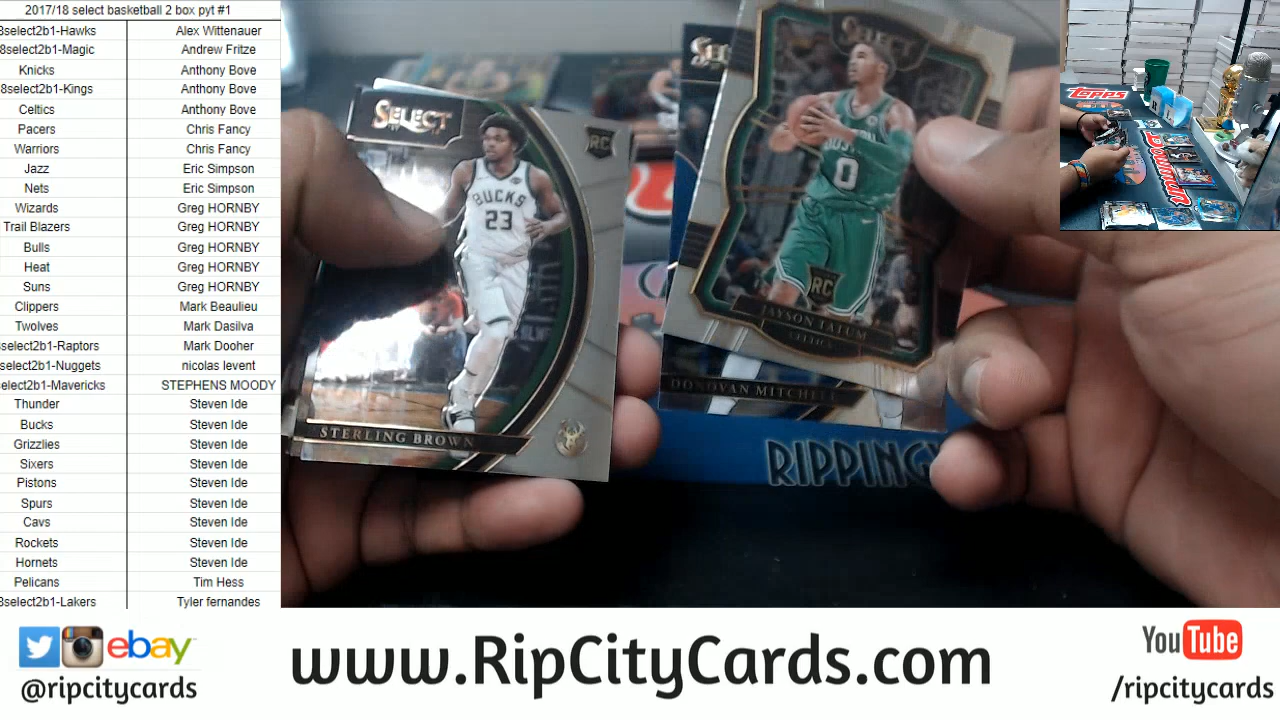 2017/18 select basketball 2 box pyt #1
8select2b1-Hawks Alex Wittenauer
8select2b1-Magic Andrew Fritze
Knicks Anthony Bove
8select2b1-Kings Anthony Bove
Celtics Anthony Bove
Pacers Chris Fancy
Warriors Chris Fancy
Jazz Eric Simpson
Nets Eric Simpson
Wizards Greg HORNBY
Trail Blazers Greg HORNBY
Bulls Greg HORNBY
Heat Greg HORNBY
Suns Greg HORNBY
Clippers Mark Beaulieu
Twolves Mark Dasilva
select2b1-Raptors Mark Dooher
select2b1-Nuggets nicolas levent
select2b1-Mavericks STEPHENS MOODY
Thunder Steven Ide
Bucks Steven Ide
Grizzlies Steven Ide
Sixers Steven Ide
Pistons Steven Ide
Spurs Steven Ide
Cavs Steven Ide
Rockets Steven Ide
Hornets Steven Ide
Pelicans Tim Hess
8select2b1-Lakers Tyler fernandes
SELECT
RC
BUCKS
23
STERLING BROWN
SELECT
0
RC
JAYSON TATUM
CELTICS
DONOVAN MITCHELL
RIPPING
Topps
DOMINAR
ebay
@ripcitycards
www.RipCityCards.com
YouTube
/ripcitycards